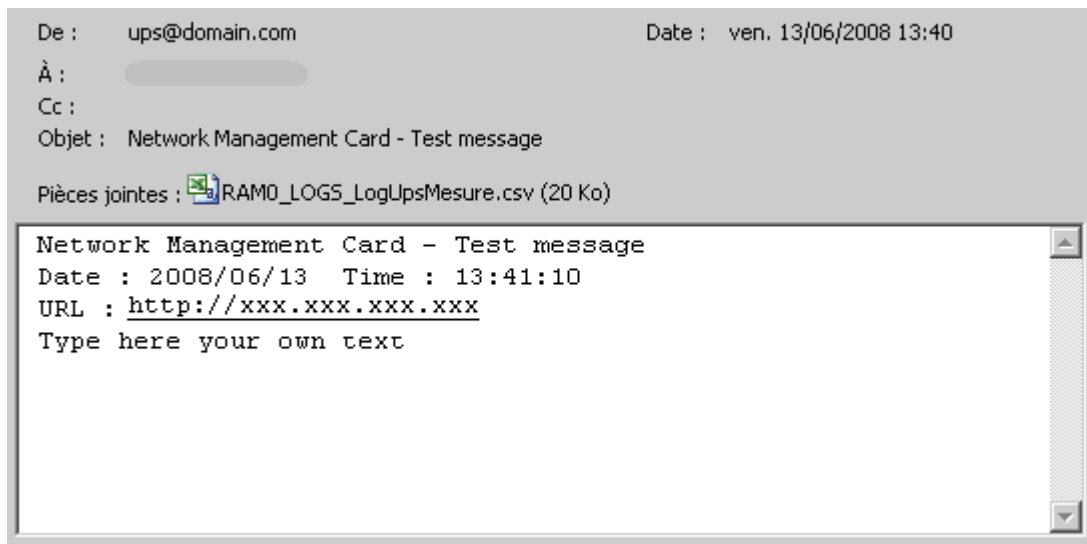 De : ups@domain.com Date : ven. 13/06/2008 13:40
À :
Cc :
Objet : Network Management Card - Test message
Pièces jointes : RAM0_LOGS_LogUpsMesure.csv (20 Ko)
Network Management Card - Test message
Date : 2008/06/13  Time : 13:41:10
URL : http://xxx.xxx.xxx.xxx
Type here your own text